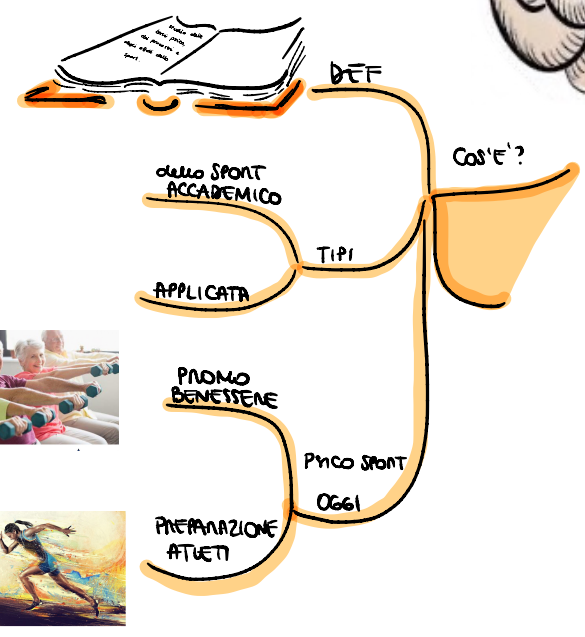 DEF
COS'E'?
dello SPORT
ACCADEMICO
TIPI
APPLICATA
PROMO
BENESSERE
PSICO SPORT
OGGI
PREPARAZIONE
ATLETI